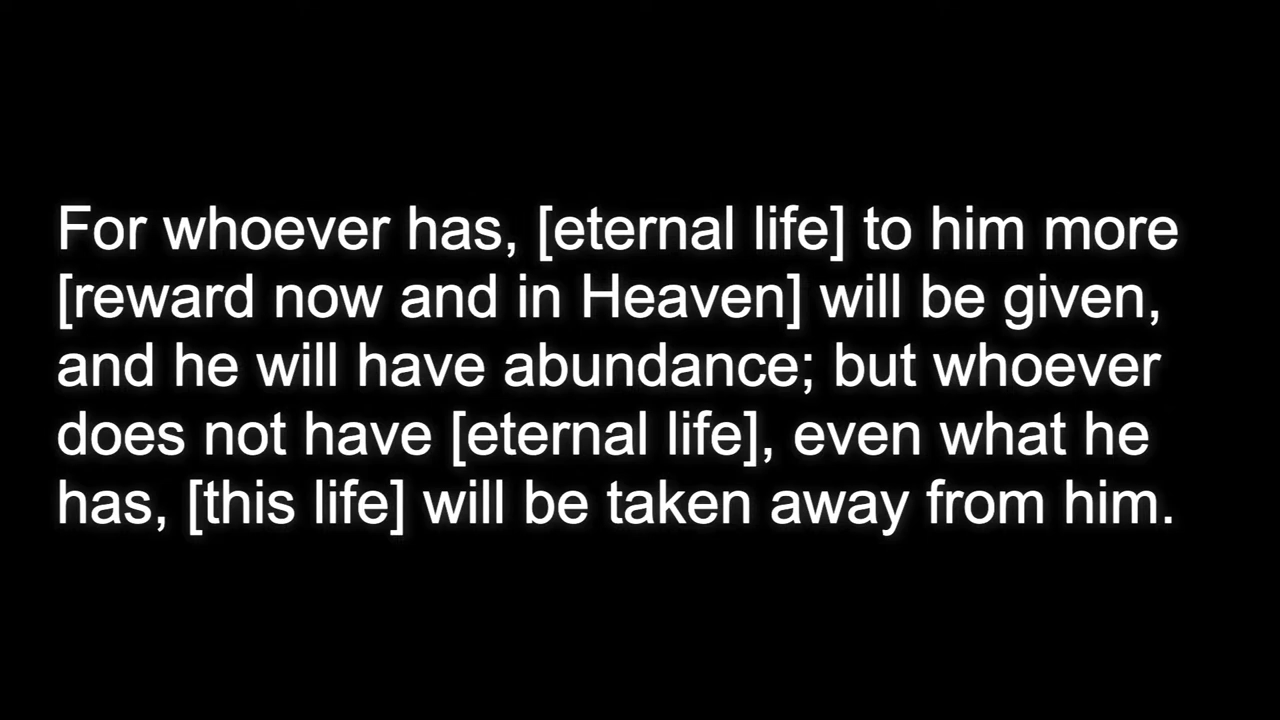 For whoever has, [eternal life] to him more
[reward now and in Heaven] will be given,
and he will have abundance; but whoever
does not have [eternal life], even what he
has, [this life] will be taken away from him.